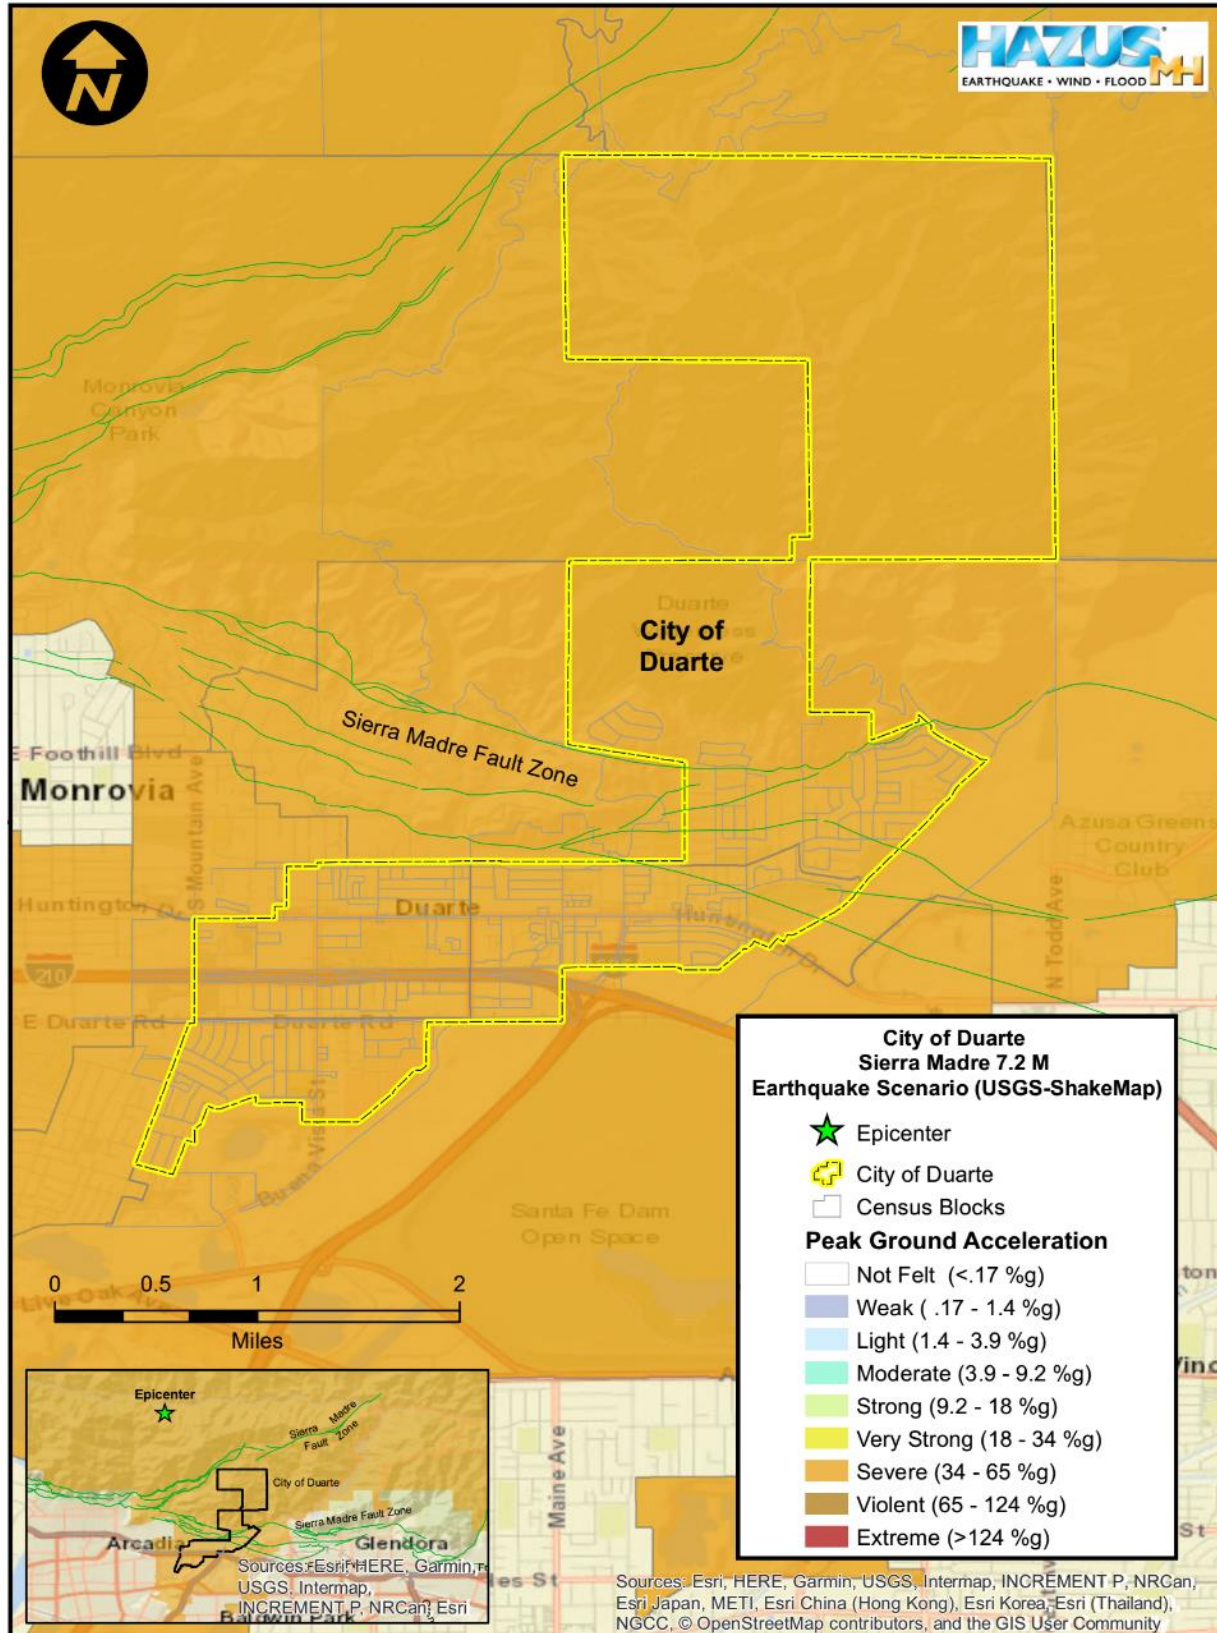 N
HAZUS MH
EARTHQUAKE • WIND • FLOOD
Monrovia
Canyon
Park
Duarte
City of
Duarte
Sierra Madre Fault Zone
E Foothill Blvd
Monrovia
S Mountain Ave
Azusa Greens
Country
Club
Huntington Dr
Duarte
Huntington Dr
N Todd Ave
210
E Duarte Rd
Duarte Rd
Buena Vista St
Santa Fe Dam
Open Space
Live Oak Ave
0 0.5 1 2
Miles
City of Duarte
Sierra Madre 7.2 M
Earthquake Scenario (USGS-ShakeMap)
Epicenter
City of Duarte
Census Blocks
Peak Ground Acceleration
Not Felt (<.17 %g)
Weak ( .17 - 1.4 %g)
Light (1.4 - 3.9 %g)
Moderate (3.9 - 9.2 %g)
Strong (9.2 - 18 %g)
Very Strong (18 - 34 %g)
Severe (34 - 65 %g)
Violent (65 - 124 %g)
Extreme (>124 %g)
Maine Ave
St
Epicenter
Sierra Madre
Fault Zone
City of Duarte
Sierra Madre Fault Zone
Arcadia
Glendora
Baldwin Park
Sources: Esri, HERE, Garmin,
USGS, Intermap,
INCREMENT P, NRCan, Esri
Sources: Esri, HERE, Garmin, USGS, Intermap, INCREMENT P, NRCan,
Esri Japan, METI, Esri China (Hong Kong), Esri Korea, Esri (Thailand),
NGCC, © OpenStreetMap contributors, and the GIS User Community